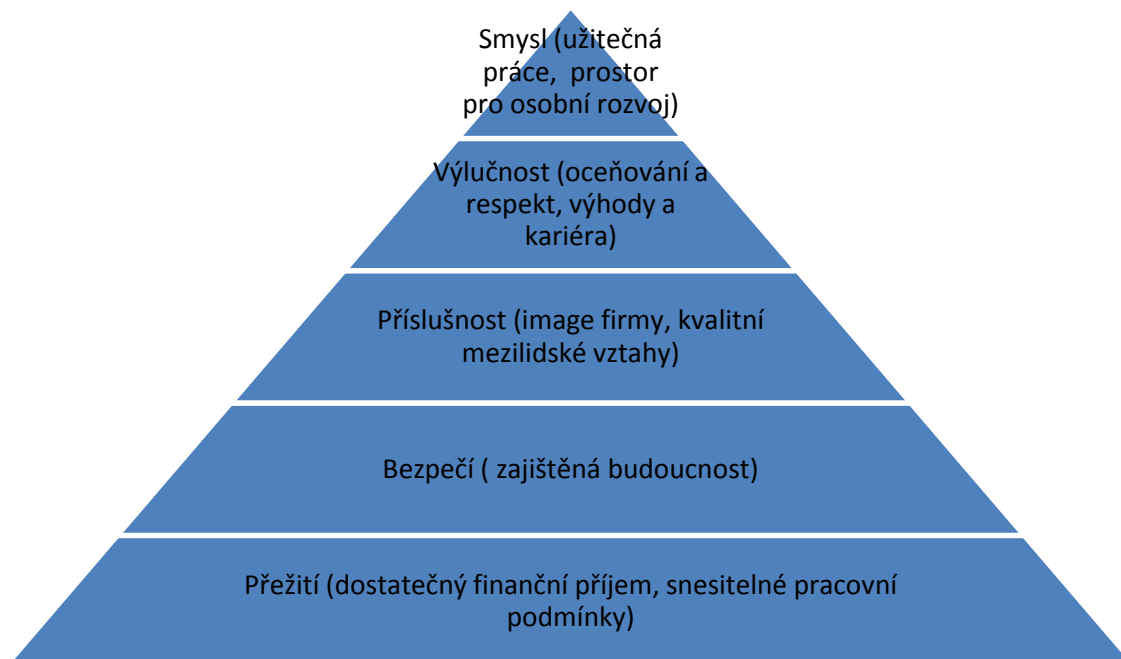 Smysl (užitečná
práce, prostor
pro osobní rozvoj)
Výlučnost (oceňování a
respekt, výhody a
kariéra)
Příslušnost (image firmy, kvalitní
mezilidské vztahy)
Bezpečí ( zajištěná budoucnost)
Přežití (dostatečný finanční příjem, snesitelné pracovní
podmínky)